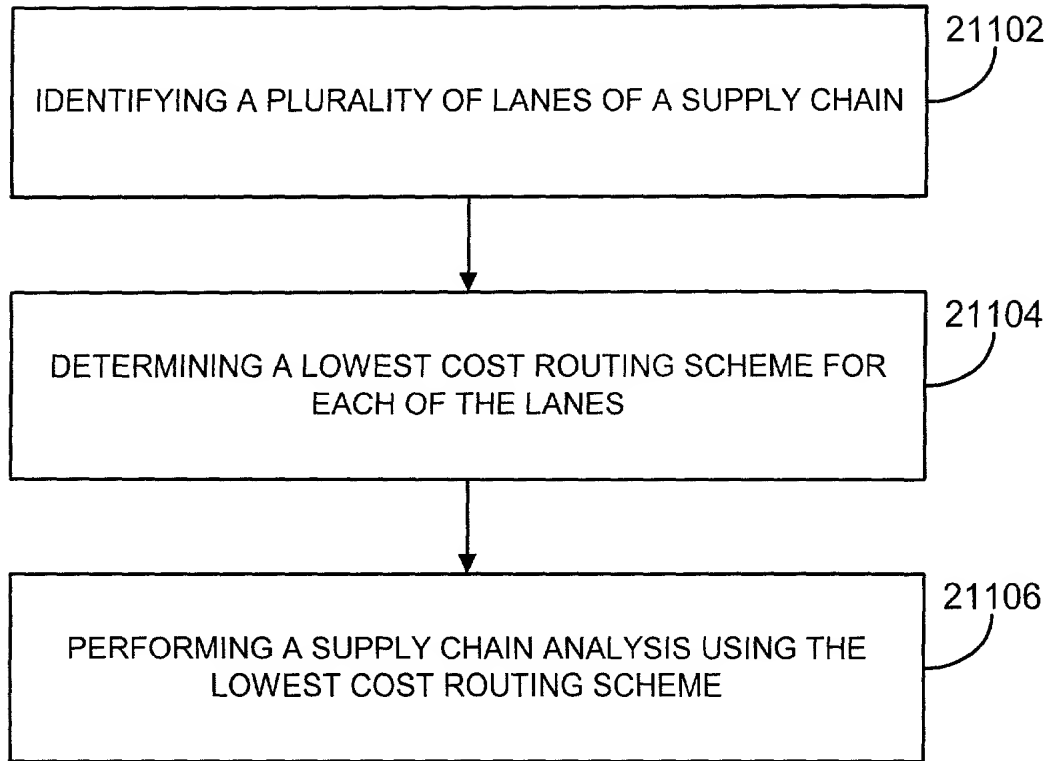 21102
IDENTIFYING A PLURALITY OF LANES OF A SUPPLY CHAIN
21104
DETERMINING A LOWEST COST ROUTING SCHEME FOR
EACH OF THE LANES
21106
PERFORMING A SUPPLY CHAIN ANALYSIS USING THE
LOWEST COST ROUTING SCHEME